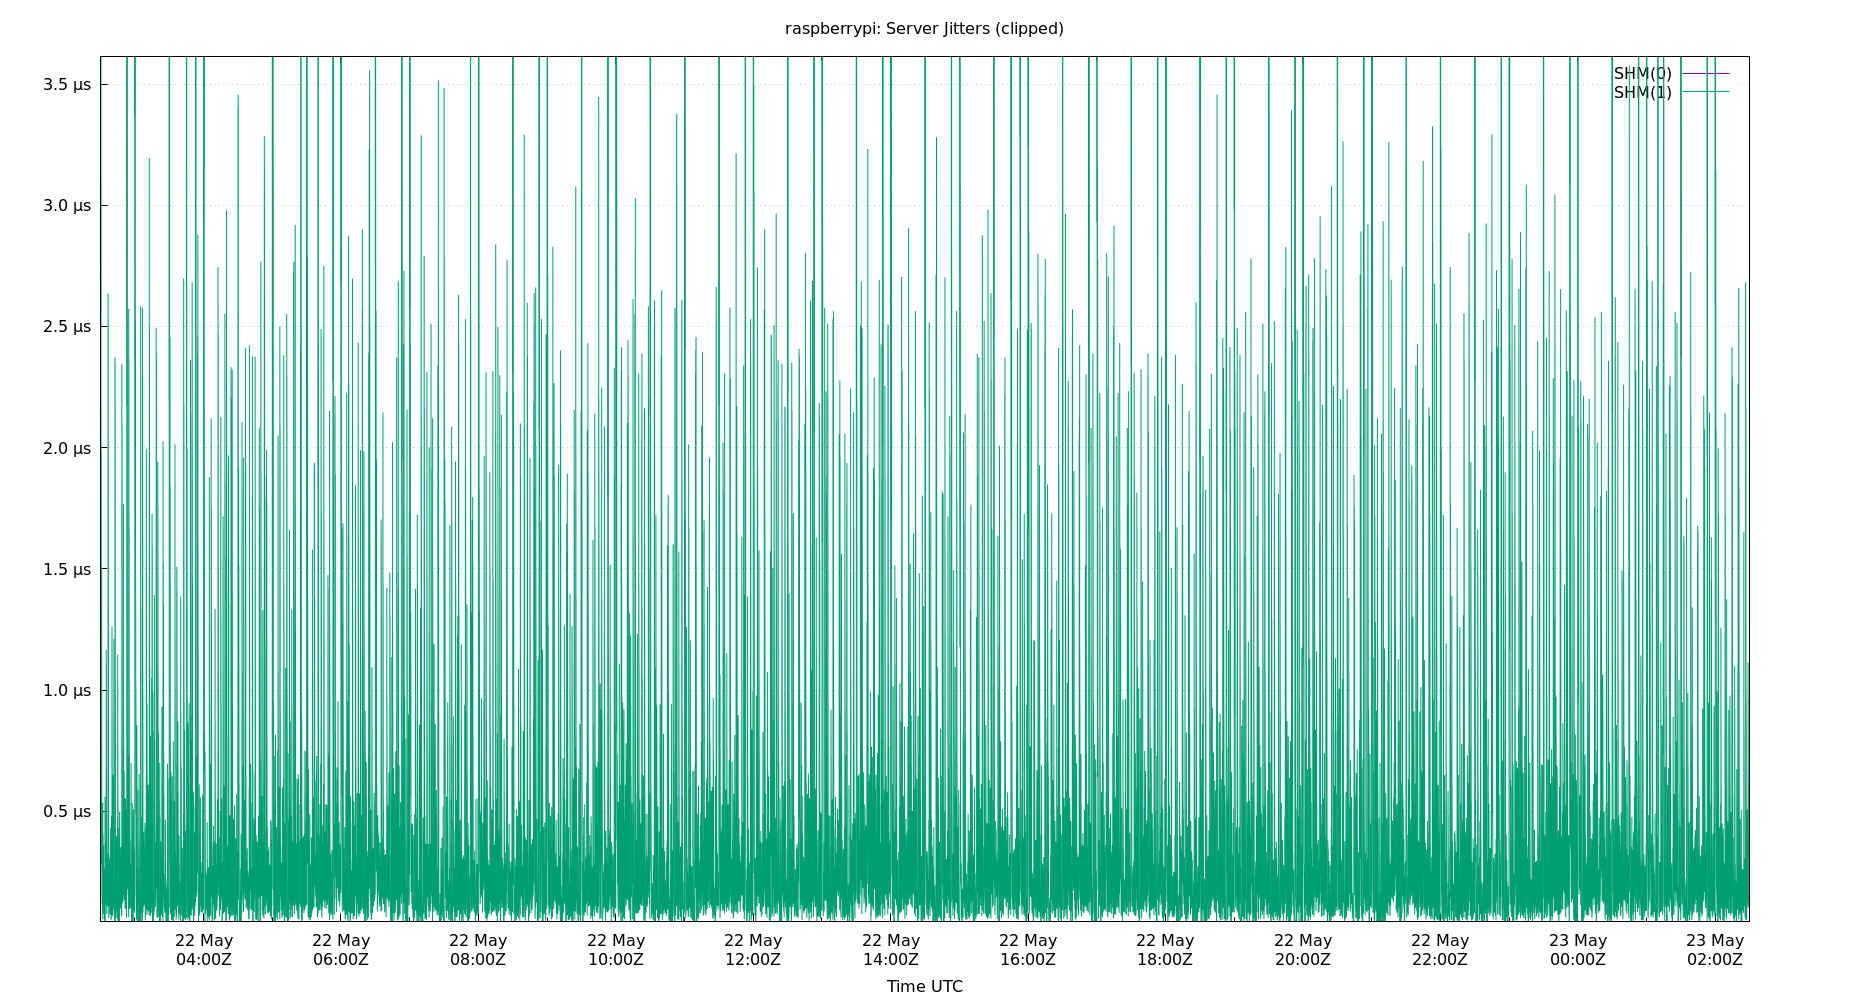 raspberrypi: Server Jitters (clipped)
3.5 µs
3.0 µs
2.5 µs
2.0 µs
1.5 µs
1.0 µs
0.5 µs
SHM(0)
SHM(1)
22 May 22 May 22 May 22 May 22 May 22 May 22 May 22 May 22 May 22 May 23 May 23 May
04:00Z 06:00Z 08:00Z 10:00Z 12:00Z 14:00Z 16:00Z 18:00Z 20:00Z 22:00Z 00:00Z 02:00Z
Time UTC